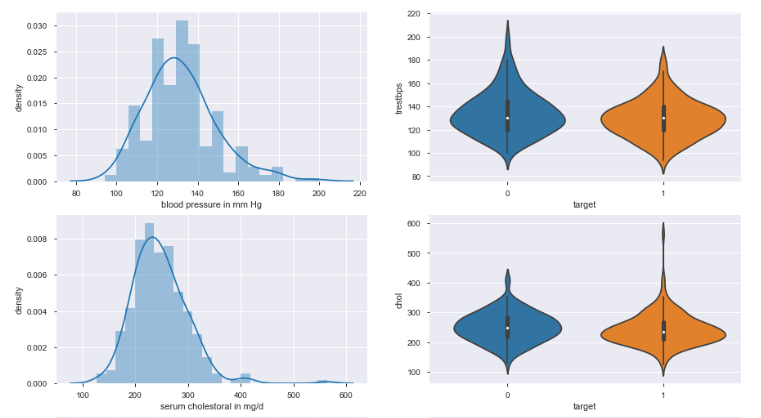 0.030
0.025
0.020
0.015
0.010
0.005
0.000
density
80 100 120 140 160 180 200 220
blood pressure in mm Hg
220
200
180
160
140
120
100
80
trestbps
0 1
target
0.008
0.006
0.004
0.002
0.000
density
100 200 300 400 500 600
serum cholestoral in mg/d
600
500
400
300
200
100
chol
0 1
target